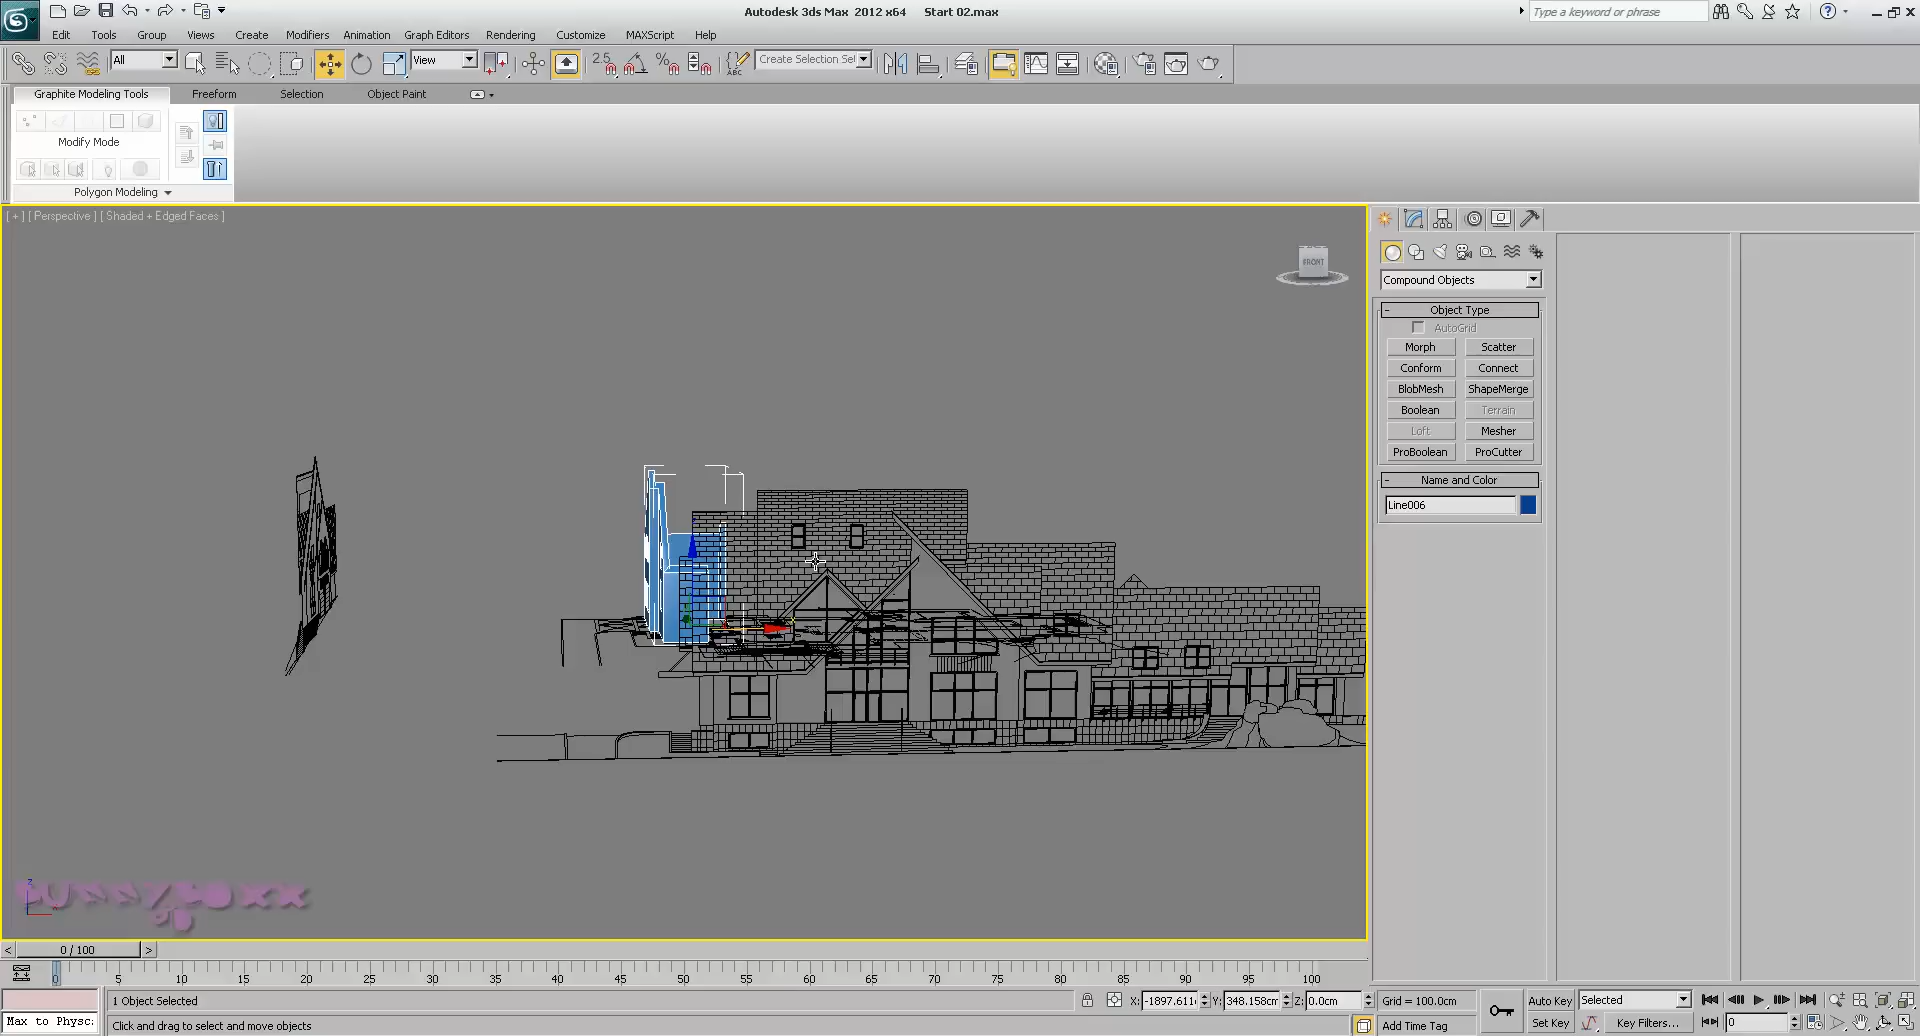 Autodesk 3ds Max 2012 x64 Start 02.max
Type a keyword or phrase
Edit Tools Group Views Create Modifiers Animation Graph Editors Rendering Customize MAXScript Help
All View 2.5 ABC Create Selection Sel
Graphite Modeling Tools Freeform Selection Object Paint
Modify Mode
Polygon Modeling
[ + ] [ Perspective ] [ Shaded + Edged Faces ]
FRONT
Compound Objects
- Object Type
AutoGrid
Morph Scatter
Conform Connect
BlobMesh ShapeMerge
Boolean Terrain
Loft Mesher
ProBoolean ProCutter
- Name and Color
Line006
z
< 0 / 100 >
0 5 10 15 20 25 30 35 40 45 50 55 60 65 70 75 80 85 90 95 100
1 Object Selected X: -1897.611 Y: 348.158cm Z: 0.0cm Grid = 100.0cm Auto Key Selected
Max to Physc: Click and drag to select and move objects Add Time Tag Set Key Key Filters... 0